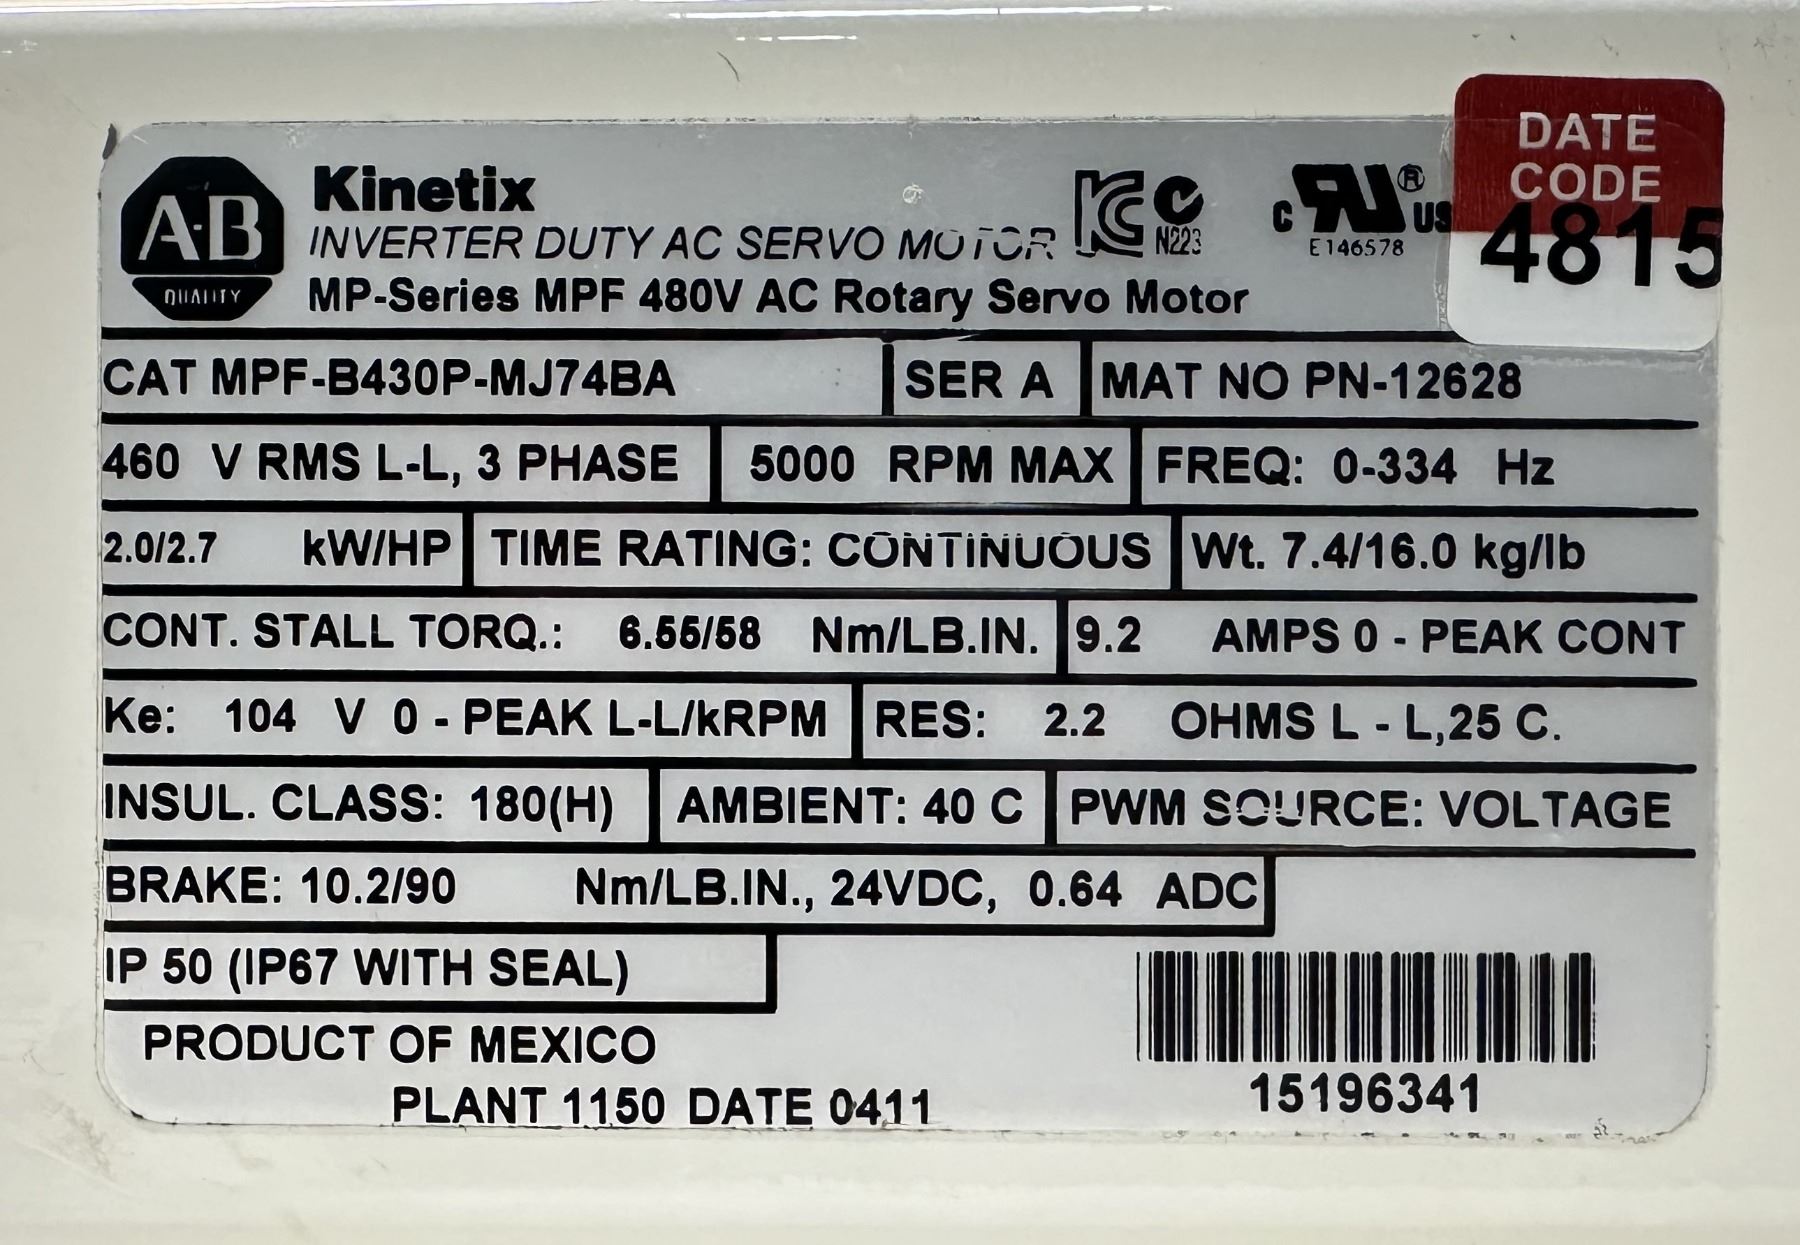 DATE
CODE
4815
A·B
QUALITY
Kinetix
INVERTER DUTY AC SERVO MOTOR
MP-Series MPF 480V AC Rotary Servo Motor
N223
C RU® US
E146578
CAT MPF-B430P-MJ74BA SER A MAT NO PN-12628
460 V RMS L-L, 3 PHASE 5000 RPM MAX FREQ: 0-334 Hz
2.0/2.7 kW/HP TIME RATING: CONTINUOUS Wt. 7.4/16.0 kg/lb
CONT. STALL TORQ.: 6.55/58 Nm/LB.IN. 9.2 AMPS 0 - PEAK CONT
Ke: 104 V 0 - PEAK L-L/kRPM RES: 2.2 OHMS L - L,25 C.
INSUL. CLASS: 180(H) AMBIENT: 40 C PWM SOURCE: VOLTAGE
BRAKE: 10.2/90 Nm/LB.IN., 24VDC, 0.64 ADC
IP 50 (IP67 WITH SEAL)
PRODUCT OF MEXICO
PLANT 1150 DATE 0411
15196341